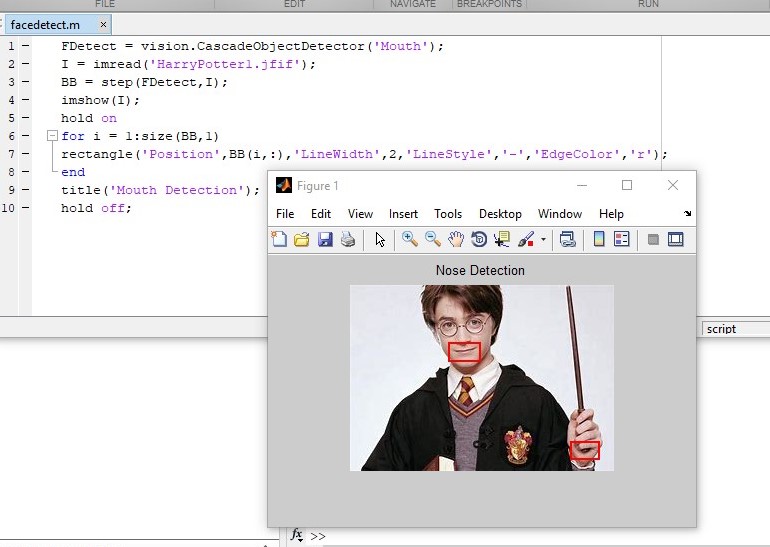 FILE EDIT NAVIGATE BREAKPOINTS RUN
facedetect.m ×
1 FDetect = vision.CascadeObjectDetector('Mouth');
2 I = imread('HarryPotter1.jfif');
3 BB = step(FDetect,I);
4 imshow(I);
5 hold on
6 for i = 1:size(BB,1)
7 rectangle('Position',BB(i,:),'LineWidth',2,'LineStyle','-','EdgeColor','r');
8 end
9 title('Mouth Detection');
10 hold off;
Figure 1
File Edit View Insert Tools Desktop Window Help
Nose Detection
script
fx >>